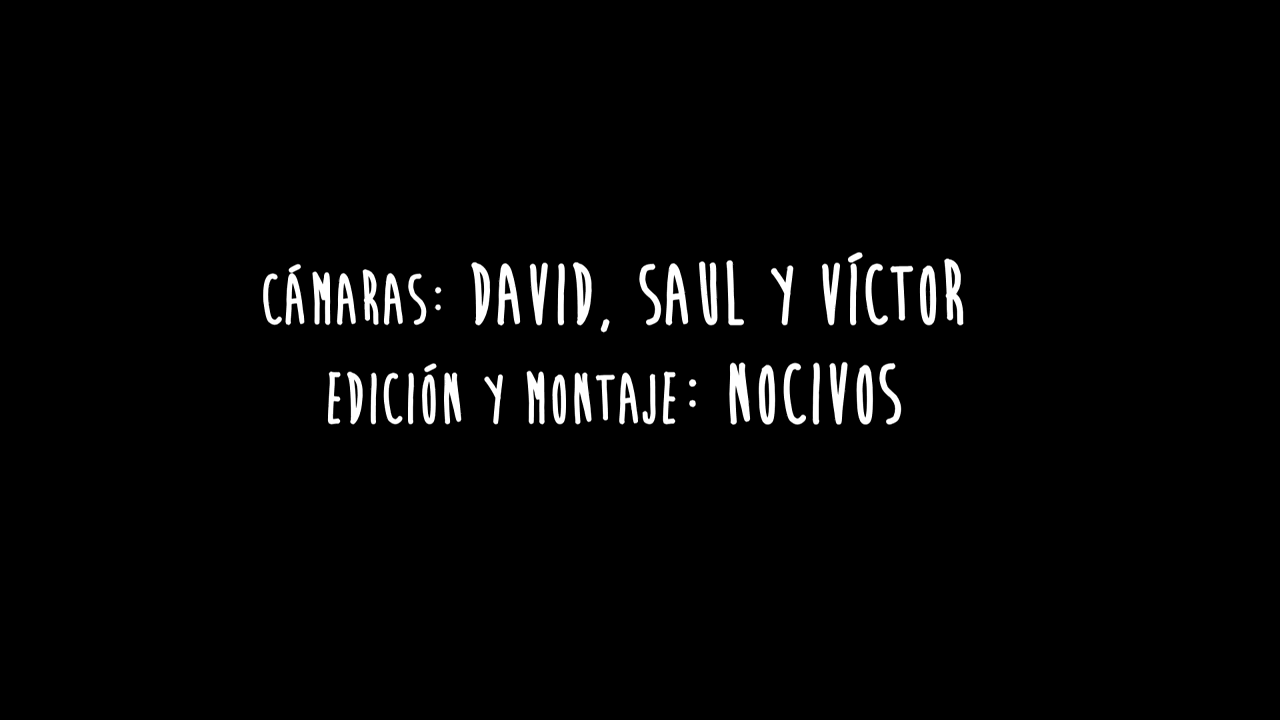 CÁMARAS: DAVID, SAUL Y VÍCTOR
EDICIÓN Y MONTAJE: NOCIVOS